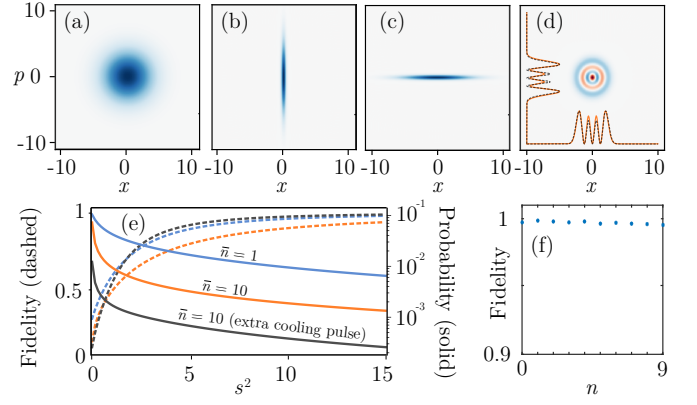 (a) (b) (c) (d)
10
p 0
-10
-10 0 10 -10 0 10 -10 0 10 -10 0 10
x x x x
(e) (f)
Fidelity (dashed)
1
0.5
0
0 5 10 15
s²
n̄ = 1
n̄ = 10
n̄ = 10 (extra cooling pulse)
10⁻¹
10⁻²
10⁻³
Probability (solid)
Fidelity
1
0.9
0 9
n